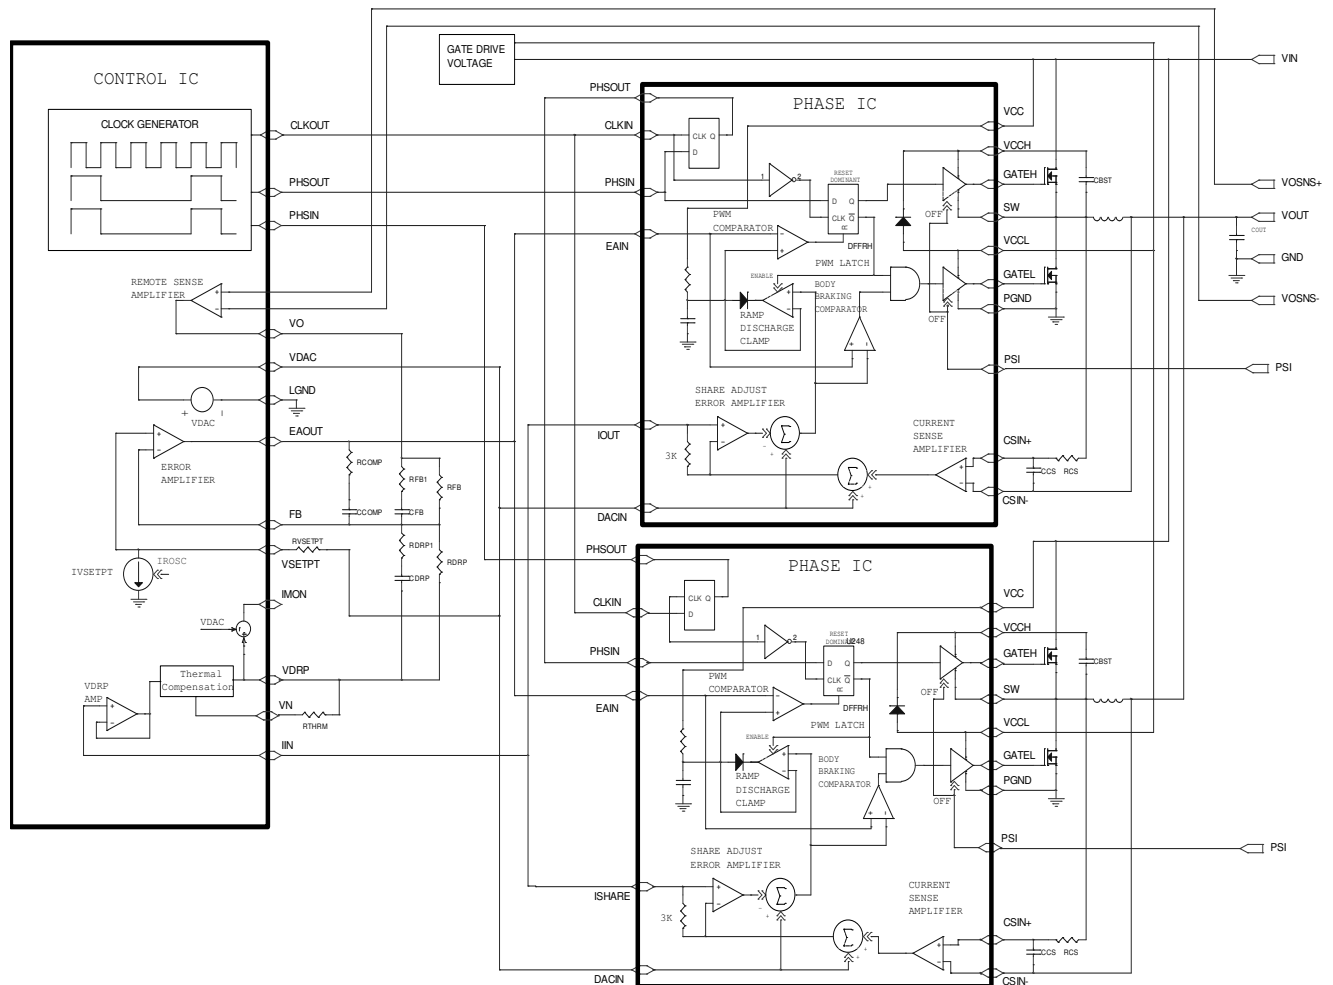 GATE DRIVE
VOLTAGE
VIN
CONTROL IC
PHSOUT
PHASE IC
VCC
CLOCK GENERATOR
CLKOUT
CLKIN
CLK Q
D
VCCH
1
2
RESET
DOMINANT
GATEH
CBST
PHSOUT
PHSIN
D Q
CLK Q
R
OFF
VOSNS+
PHSIN
PWM
COMPARATOR
SW
VOUT
COUT
EAIN
DFFRH
VCCL
PWM LATCH
GND
REMOTE SENSE
AMPLIFIER
ENABLE
BODY
BRAKING
COMPARATOR
GATEL
PGND
VOSNS-
RAMP
DISCHARGE
CLAMP
OFF
VO
VDAC
PSI
PSI
LGND
+ -
VDAC
SHARE ADJUST
ERROR AMPLIFIER
EAOUT
IOUT
CURRENT
SENSE
AMPLIFIER
CSIN+
3K
CCS RCS
ERROR
AMPLIFIER
RCOMP
RFB1
RFB
CSIN-
CCOMP
CFB
FB
DACIN
RVSETPT
VSETPT
RDRP1
RDRP
CDRP
IROSC
IVSETPT
PHSOUT
PHASE IC
IMON
VCC
CLK Q
D
CLKIN
VDAC
VCCH
1
2
RESET
DOMINANT
U248
GATEH
CBST
PHSIN
D Q
CLK Q
R
OFF
Thermal
Compensation
VDRP
VDRP
AMP
PWM
COMPARATOR
SW
VN
RTHRM
EAIN
DFFRH
PWM LATCH
VCCL
IIN
ENABLE
BODY
BRAKING
COMPARATOR
GATEL
PGND
RAMP
DISCHARGE
CLAMP
OFF
PSI
PSI
SHARE ADJUST
ERROR AMPLIFIER
ISHARE
CURRENT
SENSE
AMPLIFIER
3K
CSIN+
CCS RCS
DACIN
CSIN-